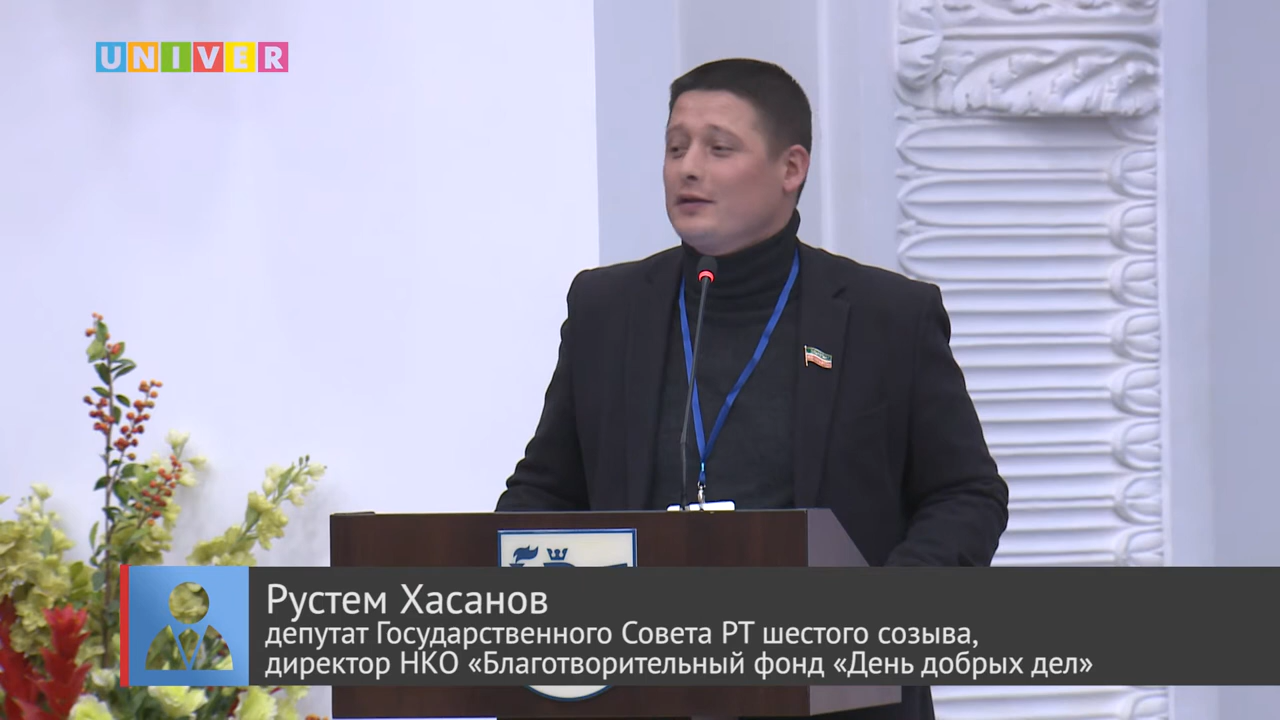 UNIVER
Рустем Хасанов
депутат Государственного Совета РТ шестого созыва,
директор НКО «Благотворительный фонд «День добрых дел»